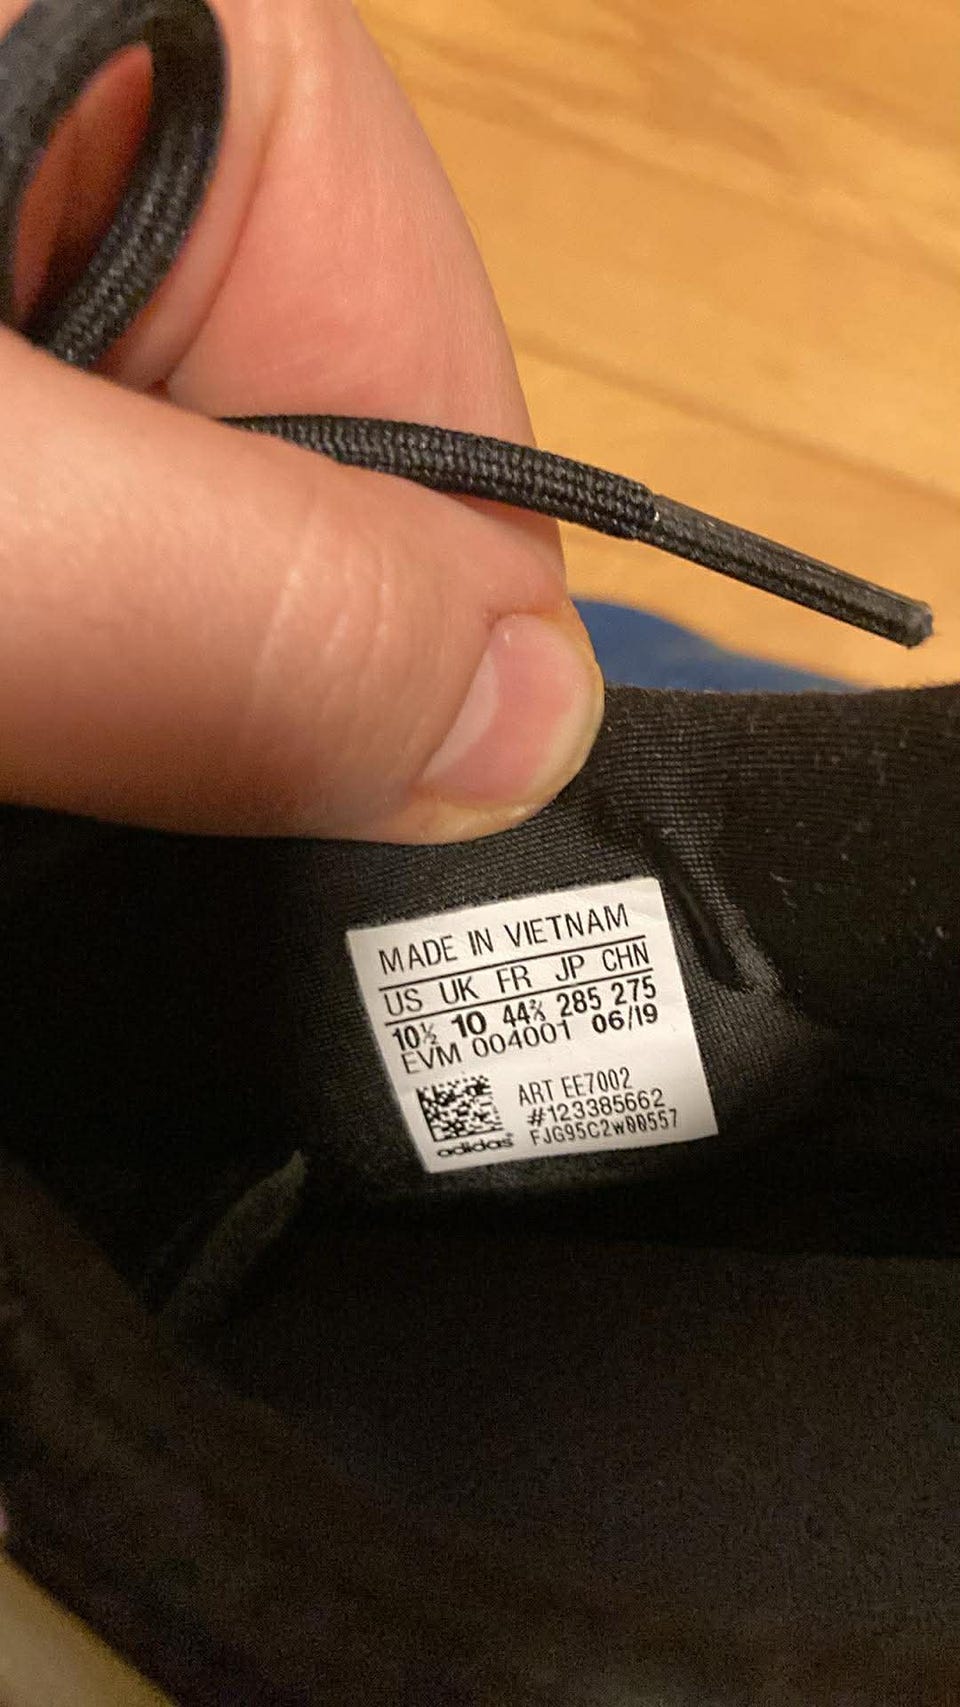 MADE IN VIETNAM
US UK FR JP CHN
10½ 10 44⅔ 285 275
EVM 004001 06/19
ART EE7002
#123385662
FJG95C2W00557
adidas